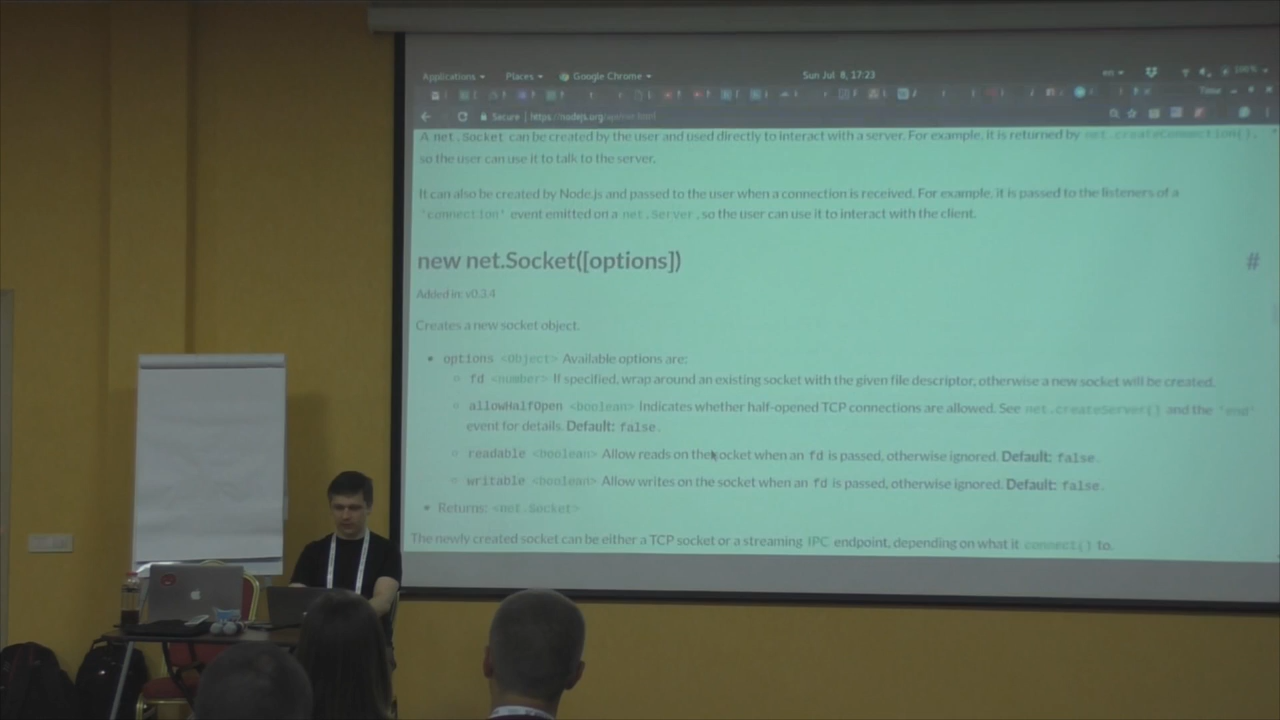 Applications Places Google Chrome Sun Jul 8, 17:23 en 100%
Secure https://nodejs.org
A net.Socket can be created by the user and used directly to interact with a server. For example, it is returned by net.createConnection(),
so the user can use it to talk to the server.
It can also be created by Node.js and passed to the user when a connection is received. For example, it is passed to the listeners of a
'connection' event emitted on a net.Server, so the user can use it to interact with the client.
new net.Socket([options]) #
Added in: v0.3.4
Creates a new socket object.
• options <Object> Available options are:
○ fd <number> If specified, wrap around an existing socket with the given file descriptor, otherwise a new socket will be created.
○ allowHalfOpen <boolean> Indicates whether half-opened TCP connections are allowed. See net.createServer() and the 'end'
event for details. Default: false.
○ readable <boolean> Allow reads on the socket when an fd is passed, otherwise ignored. Default: false.
○ writable <boolean> Allow writes on the socket when an fd is passed, otherwise ignored. Default: false.
• Returns: <net.Socket>
The newly created socket can be either a TCP socket or a streaming IPC endpoint, depending on what it connect() to.